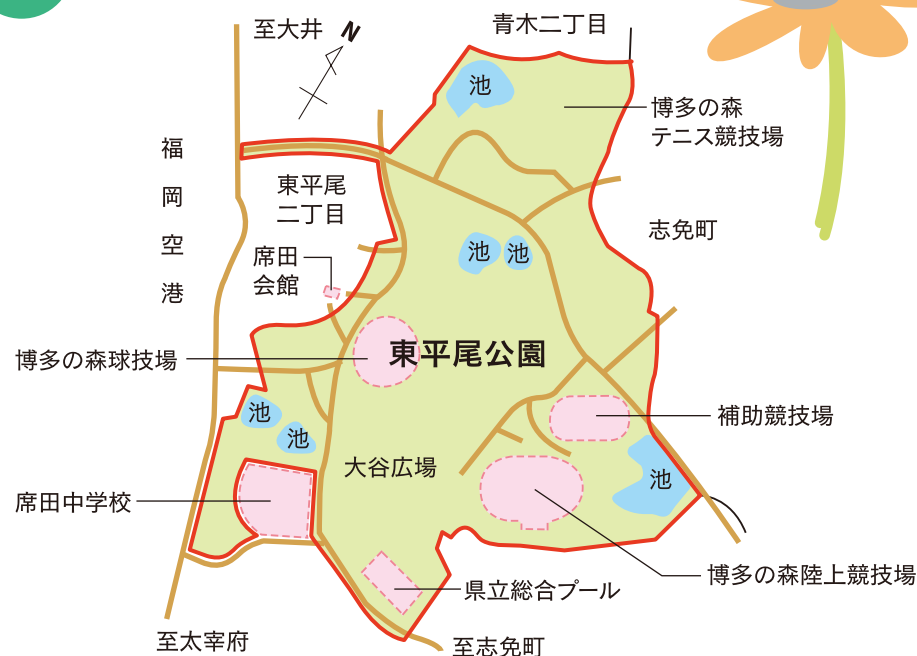 青木二丁目
至大井
N
池
博多の森
テニス競技場
福岡空港
東平尾
二丁目
志免町
席田
会館
池
池
博多の森球技場
東平尾公園
池
池
補助競技場
大谷広場
池
席田中学校
博多の森陸上競技場
県立総合プール
至太宰府
至志免町